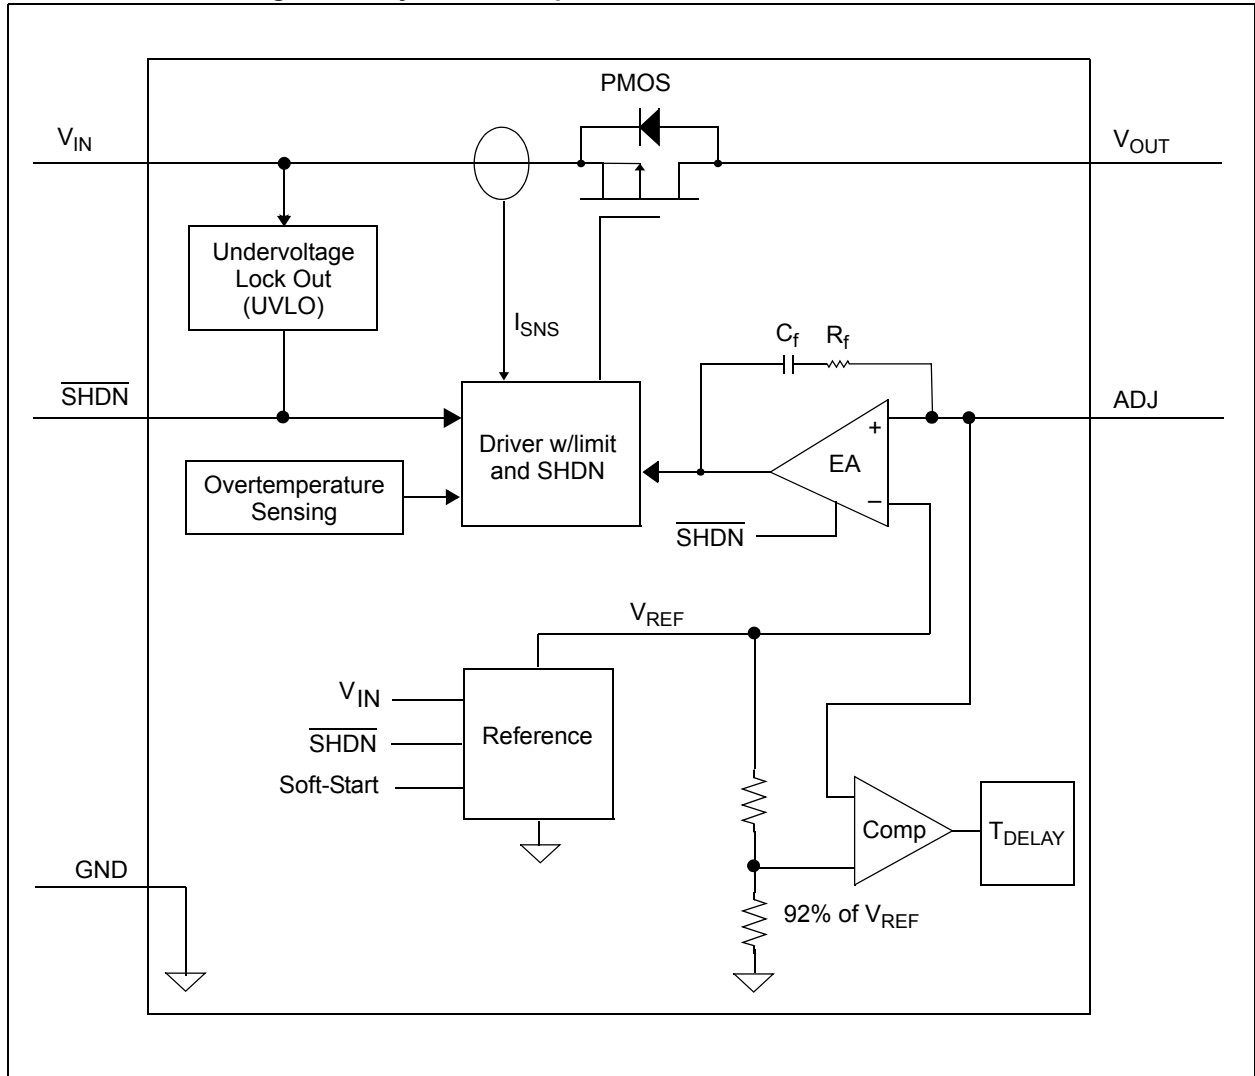 PMOS
VIN
VOUT
Undervoltage
Lock Out
(UVLO)
ISNS
Cf
Rf
SHDN
ADJ
Driver w/limit
and SHDN
+
EA
–
Overtemperature
Sensing
SHDN
VREF
VIN
SHDN
Soft-Start
Reference
Comp
TDELAY
GND
92% of VREF